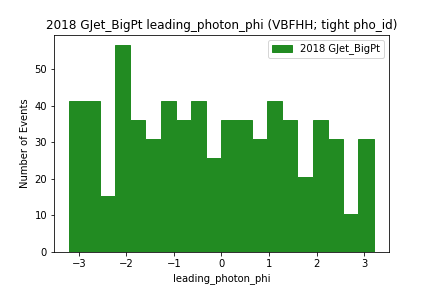 2018 GJet_BigPt leading_photon_phi (VBFHH; tight pho_id)
2018 GJet_BigPt
Number of Events
50
40
30
20
10
0
−3 −2 −1 0 1 2 3
leading_photon_phi